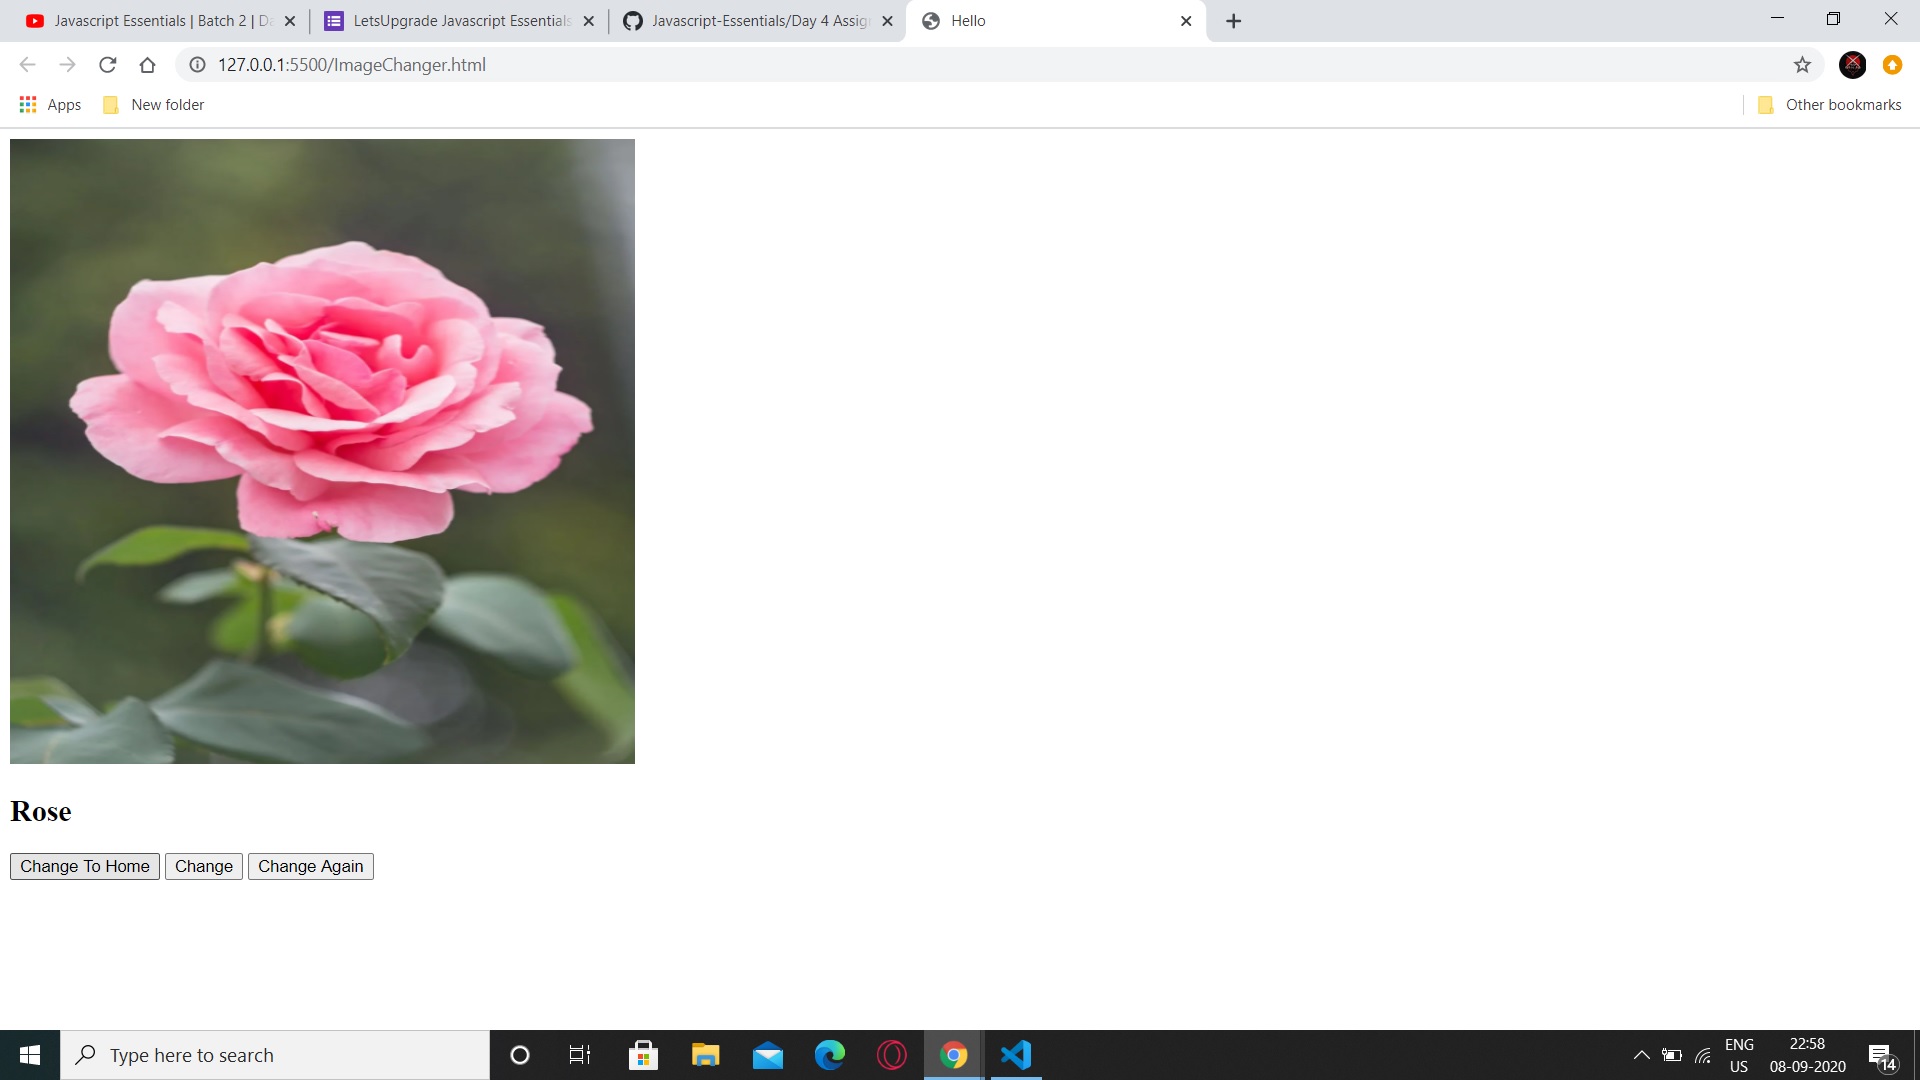 Javascript Essentials | Batch 2 | Da
LetsUpgrade Javascript Essentials
Javascript-Essentials/Day 4 Assig
Hello
127.0.0.1:5500/ImageChanger.html
Apps
New folder
Other bookmarks
Rose
Change To Home
Change
Change Again
Type here to search
ENG
US
22:58
08-09-2020
14